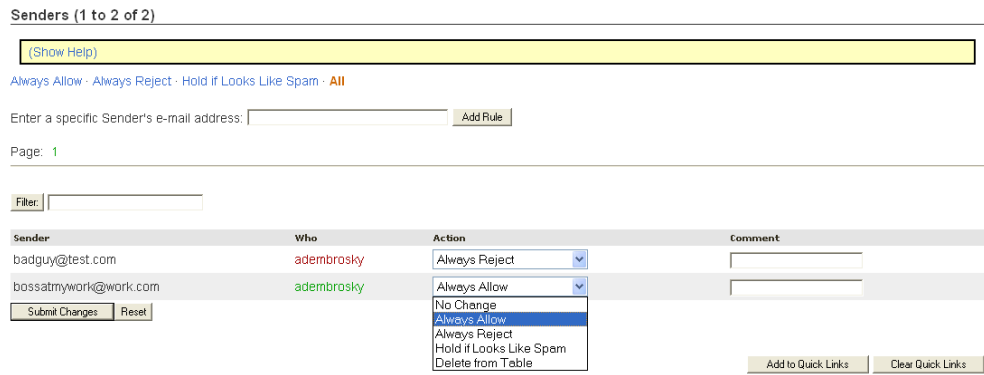 Senders (1 to 2 of 2)
(Show Help)
Always Allow · Always Reject · Hold if Looks Like Spam · All
Enter a specific Sender's e-mail address: Add Rule
Page: 1
Filter:
Sender Who Action Comment
badguy@test.com adembrosky Always Reject
bossatmywork@work.com adembrosky Always Allow
No Change
Always Allow
Always Reject
Hold if Looks Like Spam
Delete from Table
Submit Changes Reset
Add to Quick Links Clear Quick Links